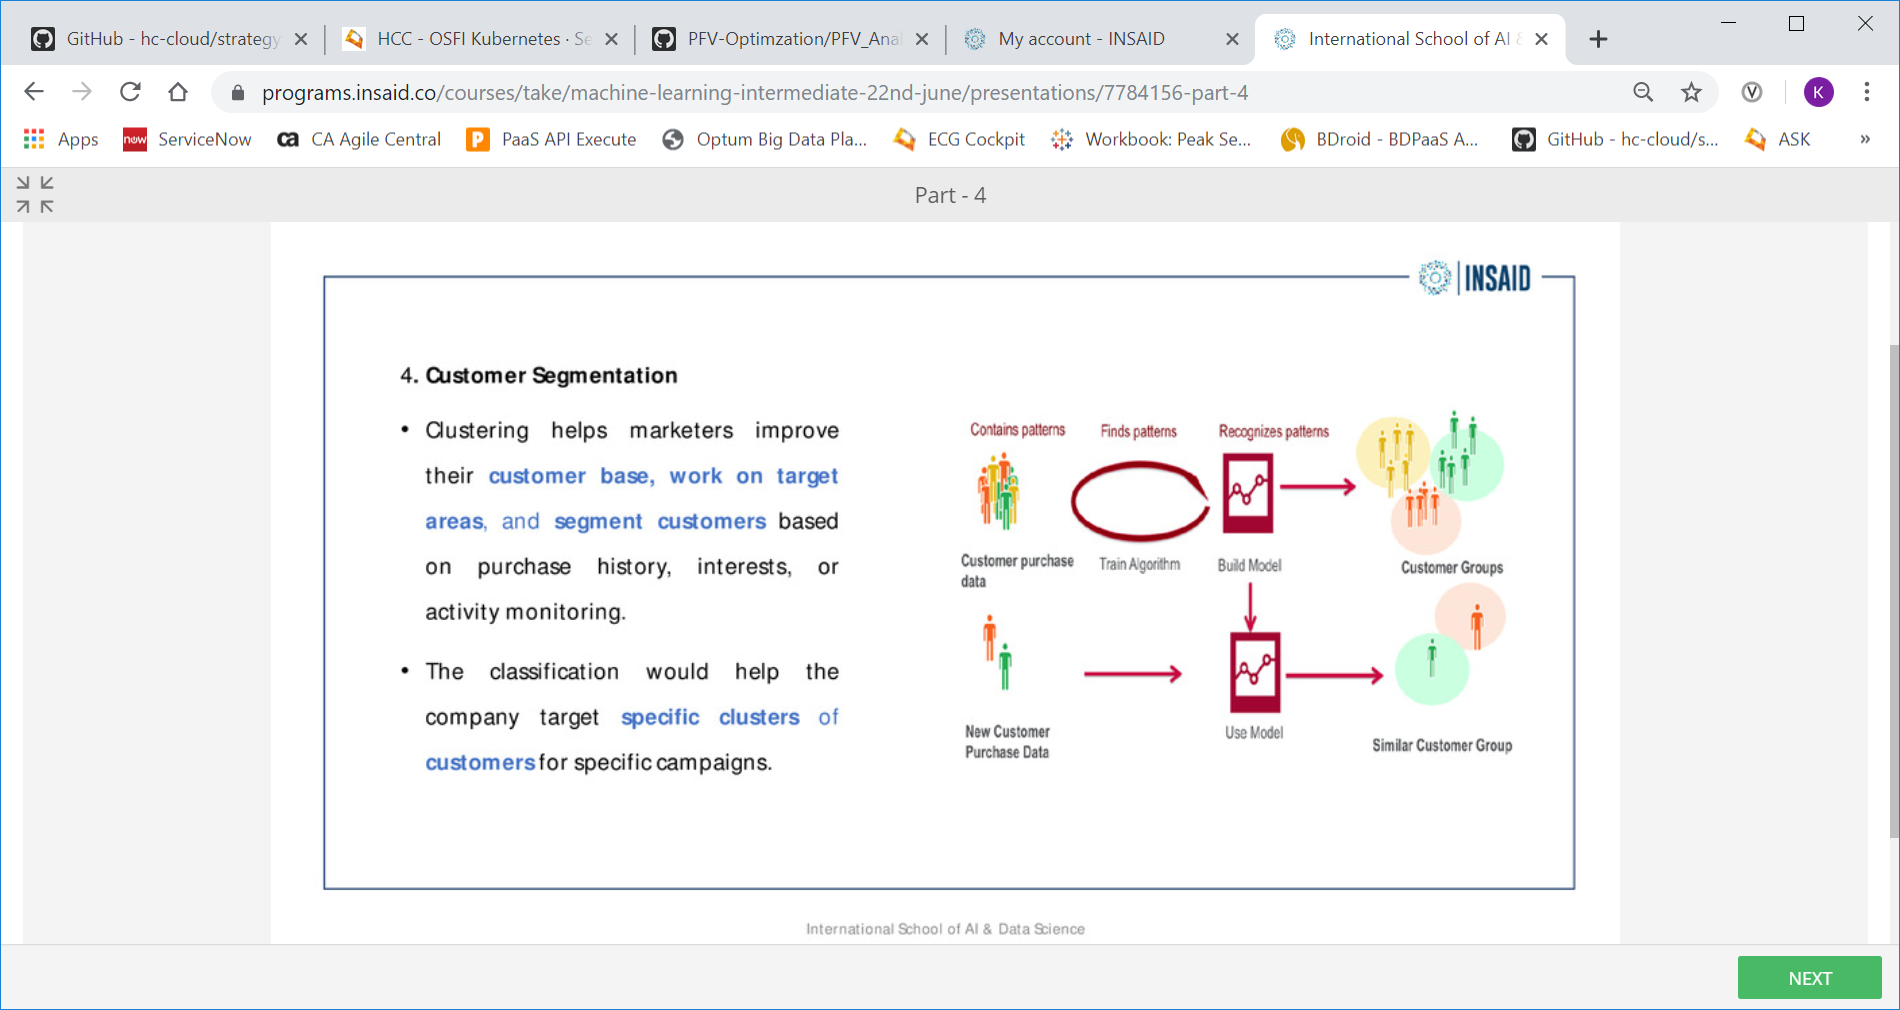 GitHub - hc-cloud/strategy
HCC - OSFI Kubernetes · Se
PFV-Optimzation/PFV_Anal
My account - INSAID
International School of AI &
programs.insaid.co/courses/take/machine-learning-intermediate-22nd-june/presentations/7784156-part-4
K
Apps
now
ServiceNow
ca
CA Agile Central
P
PaaS API Execute
Optum Big Data Pla...
ECG Cockpit
Workbook: Peak Se...
BDroid - BDPaaS A...
GitHub - hc-cloud/s...
ASK
»
Part - 4
INSAID
4. Customer Segmentation
• Clustering helps marketers improve
their customer base, work on target
areas, and segment customers based
on purchase history, interests, or
activity monitoring.
• The classification would help the
company target specific clusters of
customers for specific campaigns.
Contains patterns
Finds patterns
Recognizes patterns
Customer purchase
data
Train Algorithm
Build Model
Customer Groups
New Customer
Purchase Data
Use Model
Similar Customer Group
International School of AI & Data Science
NEXT